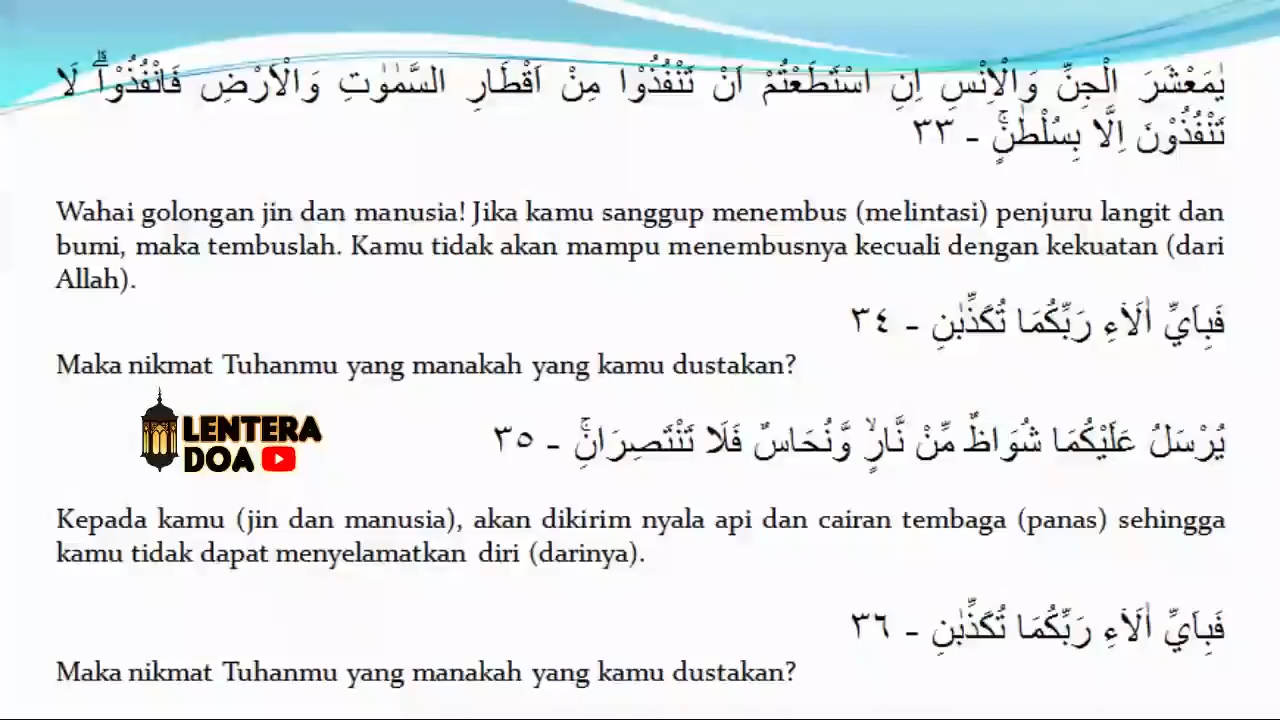 يٰمَعْشَرَ الْجِنِّ وَالْاِنْسِ اِنِ اسْتَطَعْتُمْ اَنْ تَنْفُذُوْا مِنْ اَقْطَارِ السَّمٰوٰتِ وَالْاَرْضِ فَانْفُذُوْاۗ لَا
تَنْفُذُوْنَ اِلَّا بِسُلْطٰنٍۚ - ٣٣
Wahai golongan jin dan manusia! Jika kamu sanggup menembus (melintasi) penjuru langit dan
bumi, maka tembuslah. Kamu tidak akan mampu menembusnya kecuali dengan kekuatan (dari
Allah).
فَبِاَيِّ اٰلَاۤءِ رَبِّكُمَا تُكَذِّبٰنِ - ٣٤
Maka nikmat Tuhanmu yang manakah yang kamu dustakan?
LENTERA
DOA
يُرْسَلُ عَلَيْكُمَا شُوَاظٌ مِّنْ نَّارٍۙ وَّنُحَاسٌ فَلَا تَنْتَصِرَانِۚ - ٣٥
Kepada kamu (jin dan manusia), akan dikirim nyala api dan cairan tembaga (panas) sehingga
kamu tidak dapat menyelamatkan diri (darinya).
فَبِاَيِّ اٰلَاۤءِ رَبِّكُمَا تُكَذِّبٰنِ - ٣٦
Maka nikmat Tuhanmu yang manakah yang kamu dustakan?